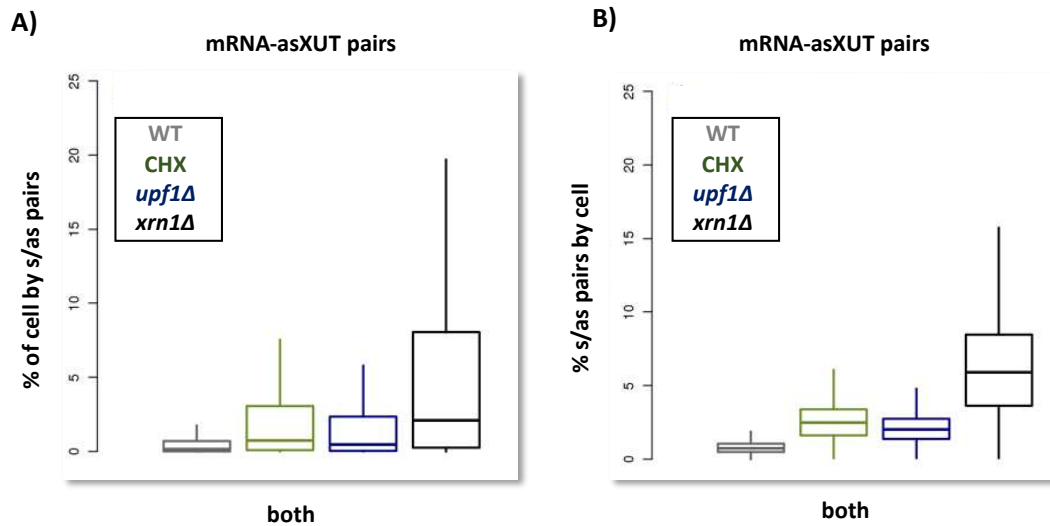 A)
mRNA-asXUT pairs
% of cell by s/as pairs
25
20
15
10
5
0
WT
CHX
upf1Δ
xrn1Δ
both
B)
mRNA-asXUT pairs
% s/as pairs by cell
25
20
15
10
5
0
WT
CHX
upf1Δ
xrn1Δ
both